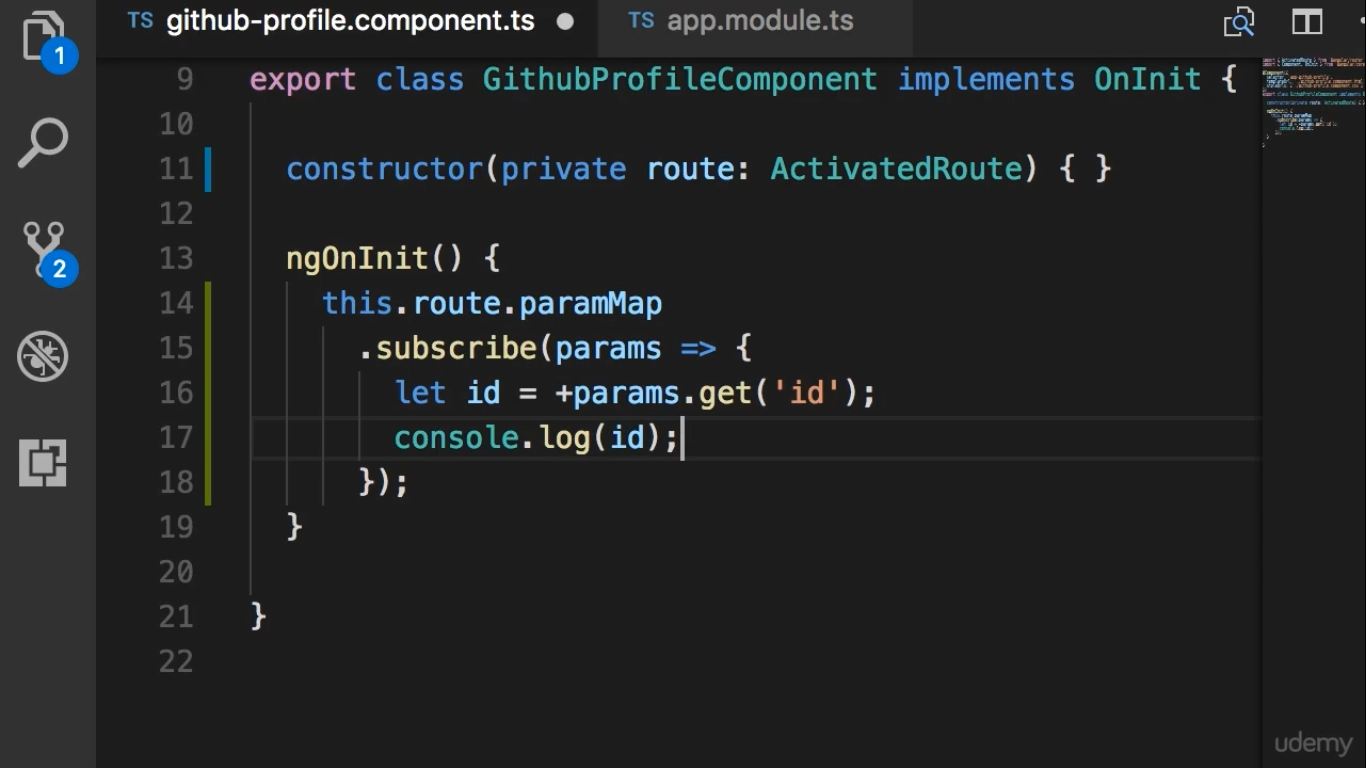 TS github-profile.component.ts TS app.module.ts
1
2
9 export class GithubProfileComponent implements OnInit {
10
11 constructor(private route: ActivatedRoute) { }
12
13 ngOnInit() {
14 this.route.paramMap
15 .subscribe(params => {
16 let id = +params.get('id');
17 console.log(id);
18 });
19 }
20
21 }
22
udemy